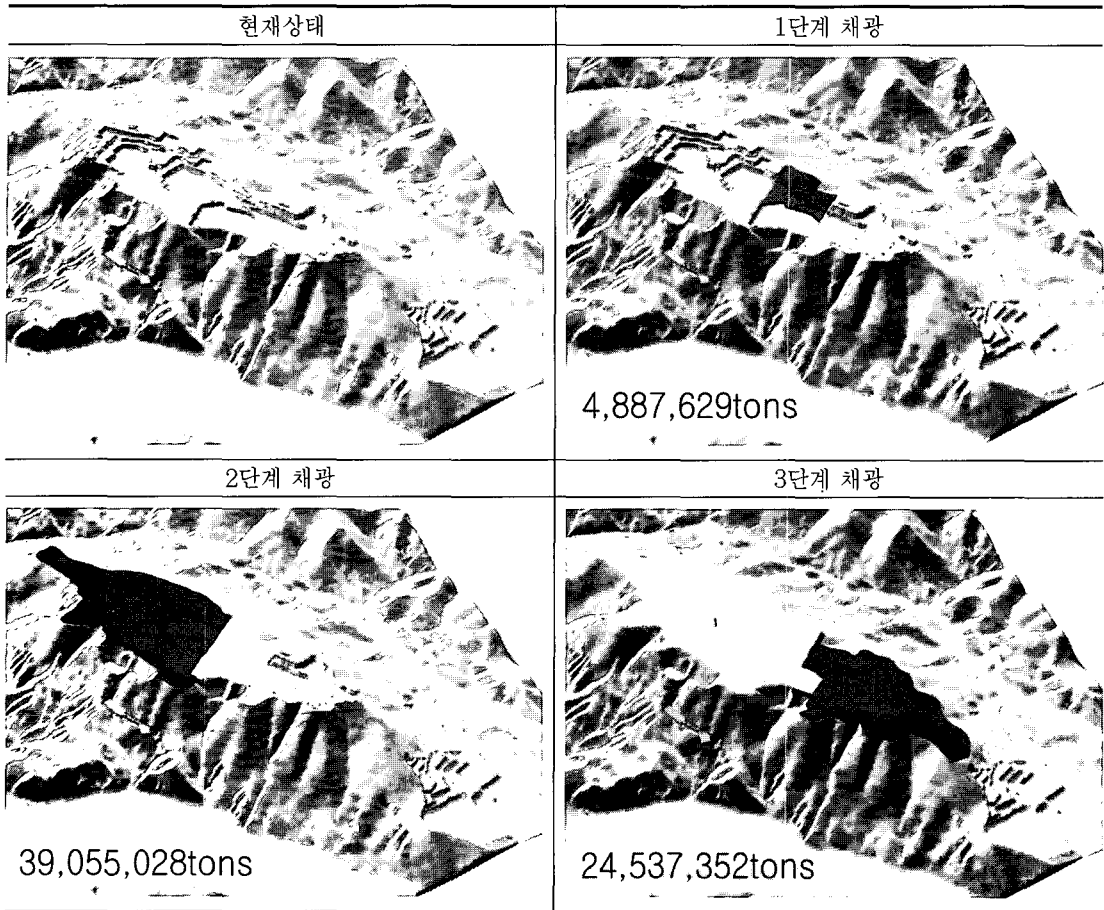 현재상태
1단계 채광
4,887,629tons
2단계 채광
3단계 채광
39,055,028tons
24,537,352tons